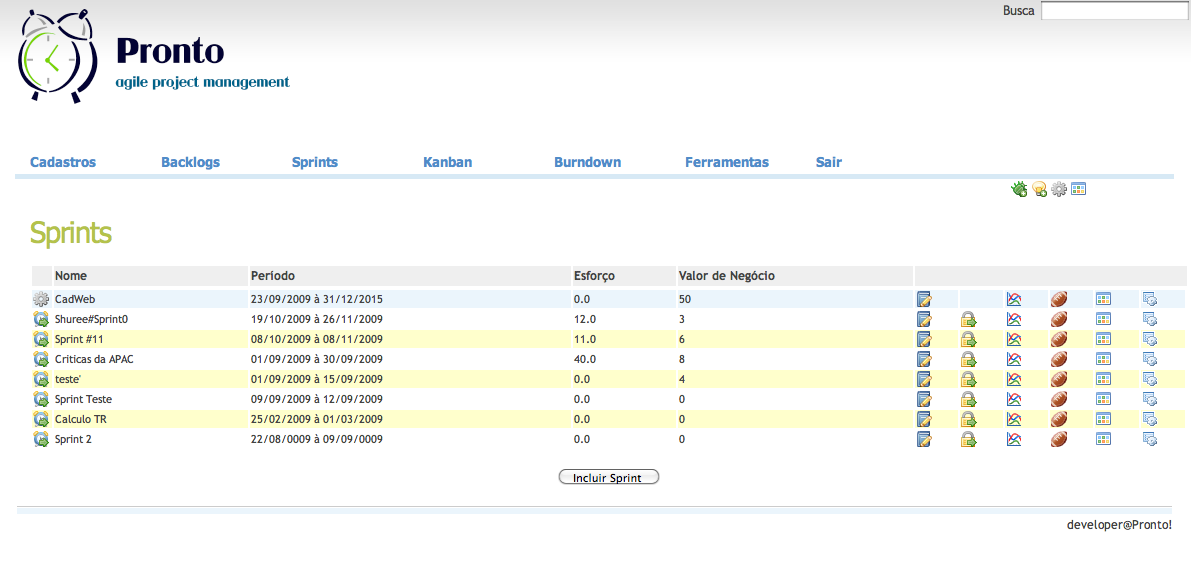 Busca
Pronto
agile project management
Cadastros Backlogs Sprints Kanban Burndown Ferramentas Sair
Sprints
Nome Período Esforço Valor de Negócio
CadWeb 23/09/2009 à 31/12/2015 0.0 50
Shuree#Sprint0 19/10/2009 à 26/11/2009 12.0 3
Sprint #11 08/10/2009 à 08/11/2009 11.0 6
Criticas da APAC 01/09/2009 à 30/09/2009 40.0 8
teste' 01/09/2009 à 15/09/2009 0.0 4
Sprint Teste 09/09/2009 à 12/09/2009 0.0 0
Calculo TR 25/02/2009 à 01/03/2009 0.0 0
Sprint 2 22/08/0009 à 09/09/0009 0.0 0
Incluir Sprint
developer@Pronto!